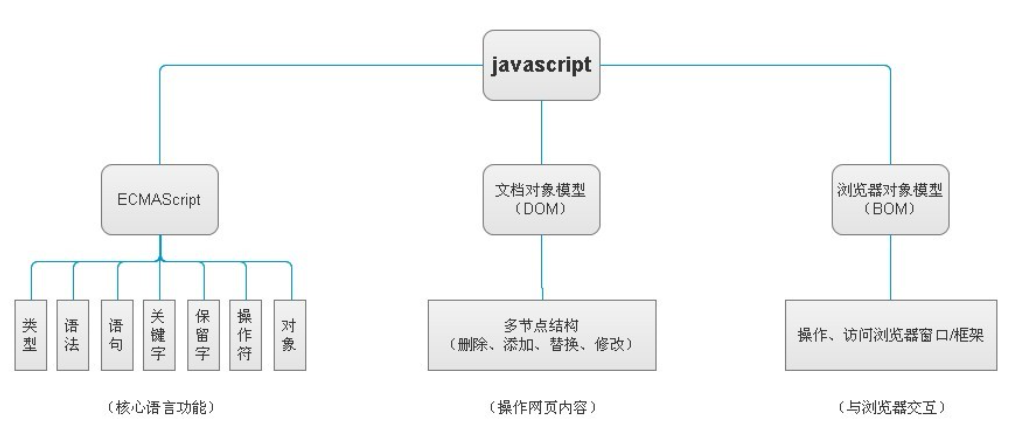 javascript
ECMAScript
文档对象模型
（DOM）
浏览器对象模型
（BOM）
类型
语法
语句
关键字
保留字
操作符
对象
多节点结构
（删除、添加、替换、修改）
操作、访问浏览器窗口/框架
（核心语言功能）
（操作网页内容）
（与浏览器交互）